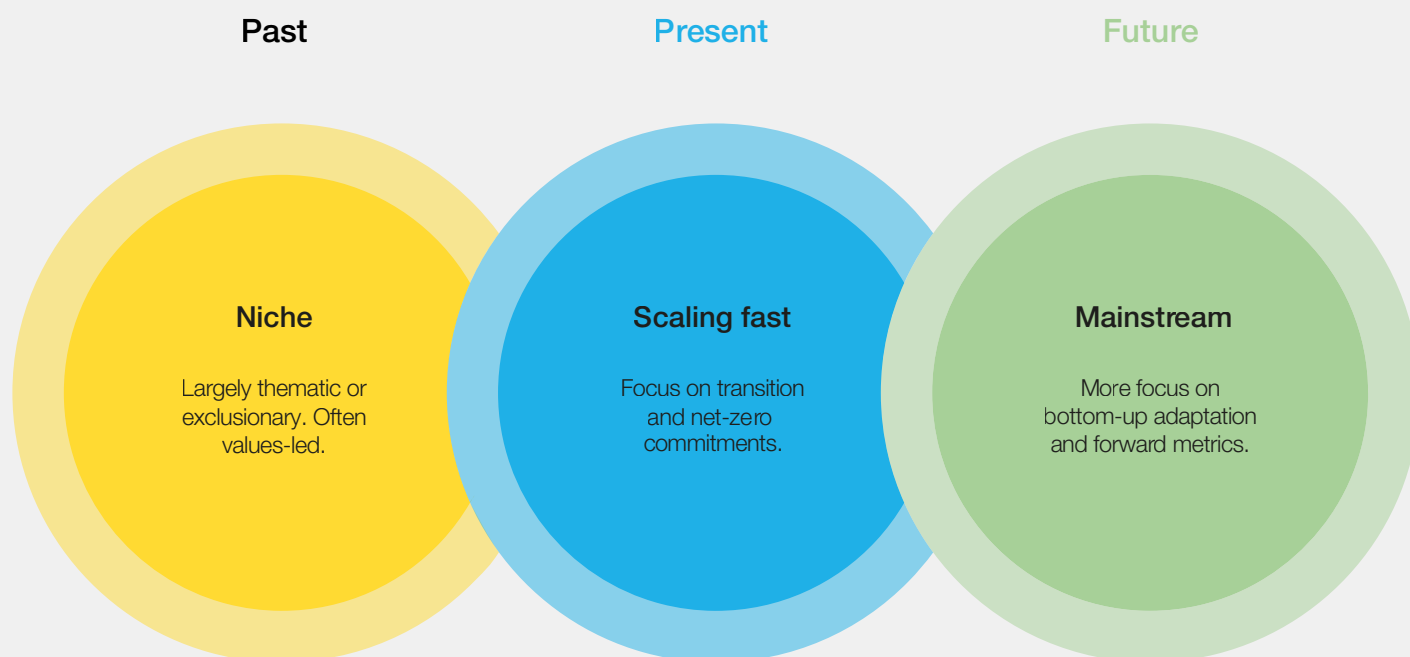 Past
Present
Future
Niche
Largely thematic or
exclusionary. Often
values-led.
Scaling fast
Focus on transition
and net-zero
commitments.
Mainstream
More focus on
bottom-up adaptation
and forward metrics.